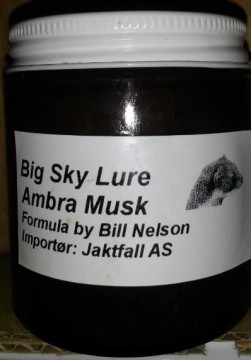 Big Sky Lure
Ambra Musk
Formula by Bill Nelson
Importør: Jaktfall AS